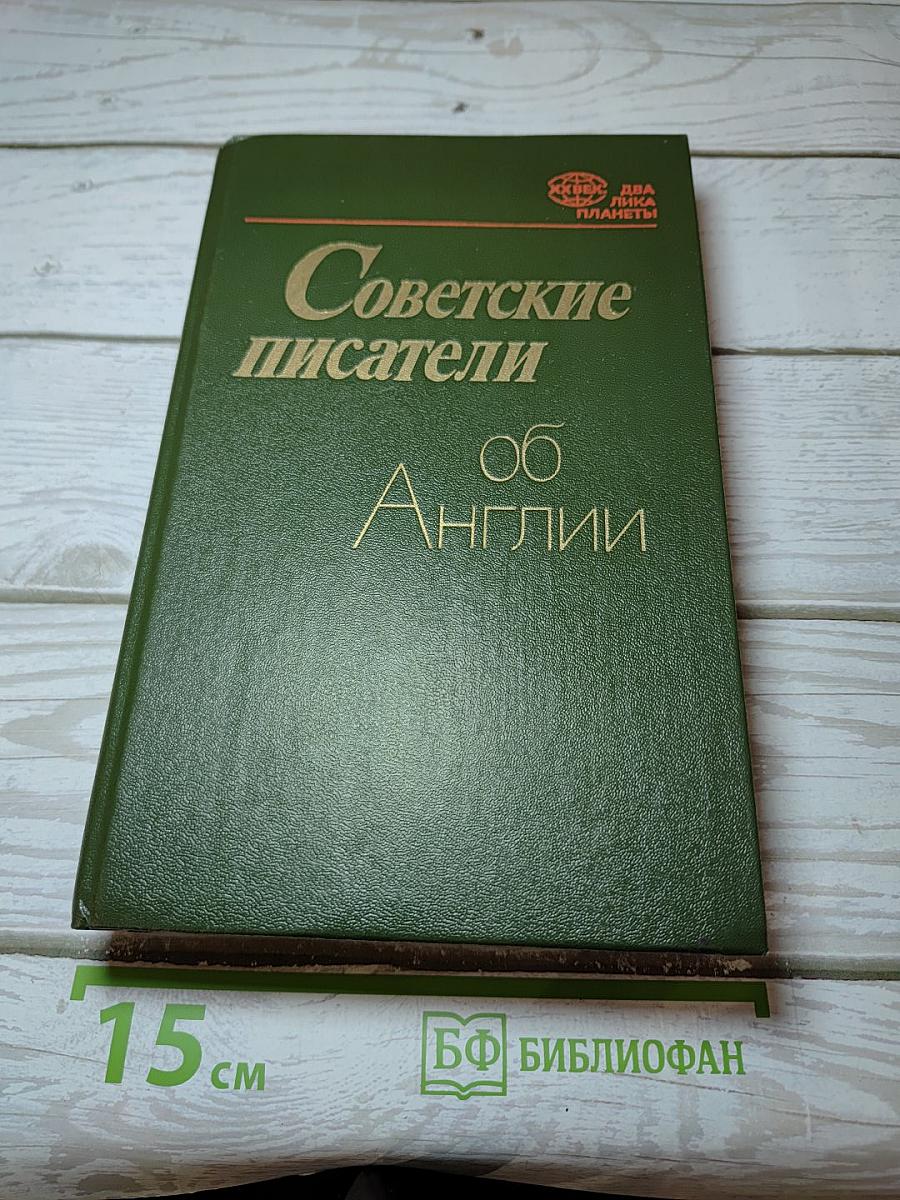 XX ВЕК
ДВА
ЛИКА
ПЛАНЕТЫ
Советские
писатели
об
Англии
15 см
БФ БИБЛИОФАН